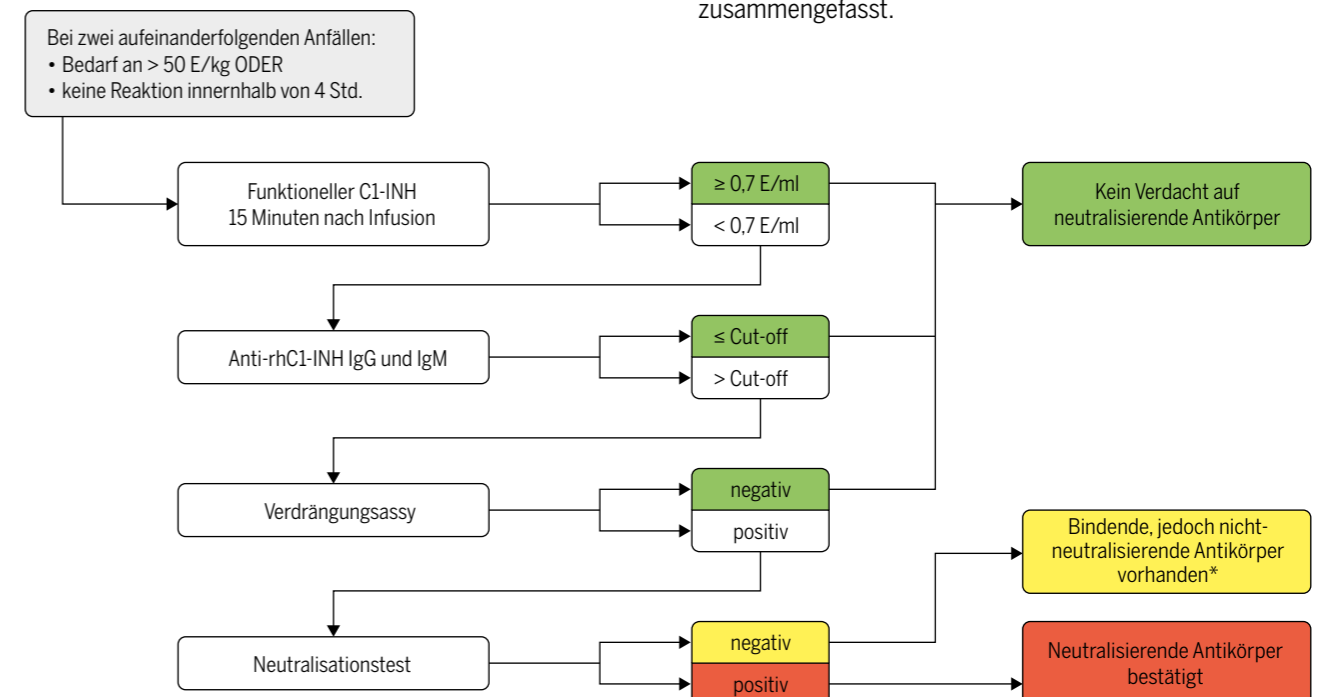 zusammengefasst.
Bei zwei aufeinanderfolgenden Anfällen:
• Bedarf an > 50 E/kg ODER
• keine Reaktion innernhalb von 4 Std.
Funktioneller C1-INH
15 Minuten nach Infusion
≥ 0,7 E/ml
< 0,7 E/ml
Kein Verdacht auf
neutralisierende Antikörper
Anti-rhC1-INH IgG und IgM
≤ Cut-off
> Cut-off
Verdrängungsassy
negativ
positiv
Bindende, jedoch nicht-
neutralisierende Antikörper
vorhanden*
Neutralisationstest
negativ
positiv
Neutralisierende Antikörper
bestätigt